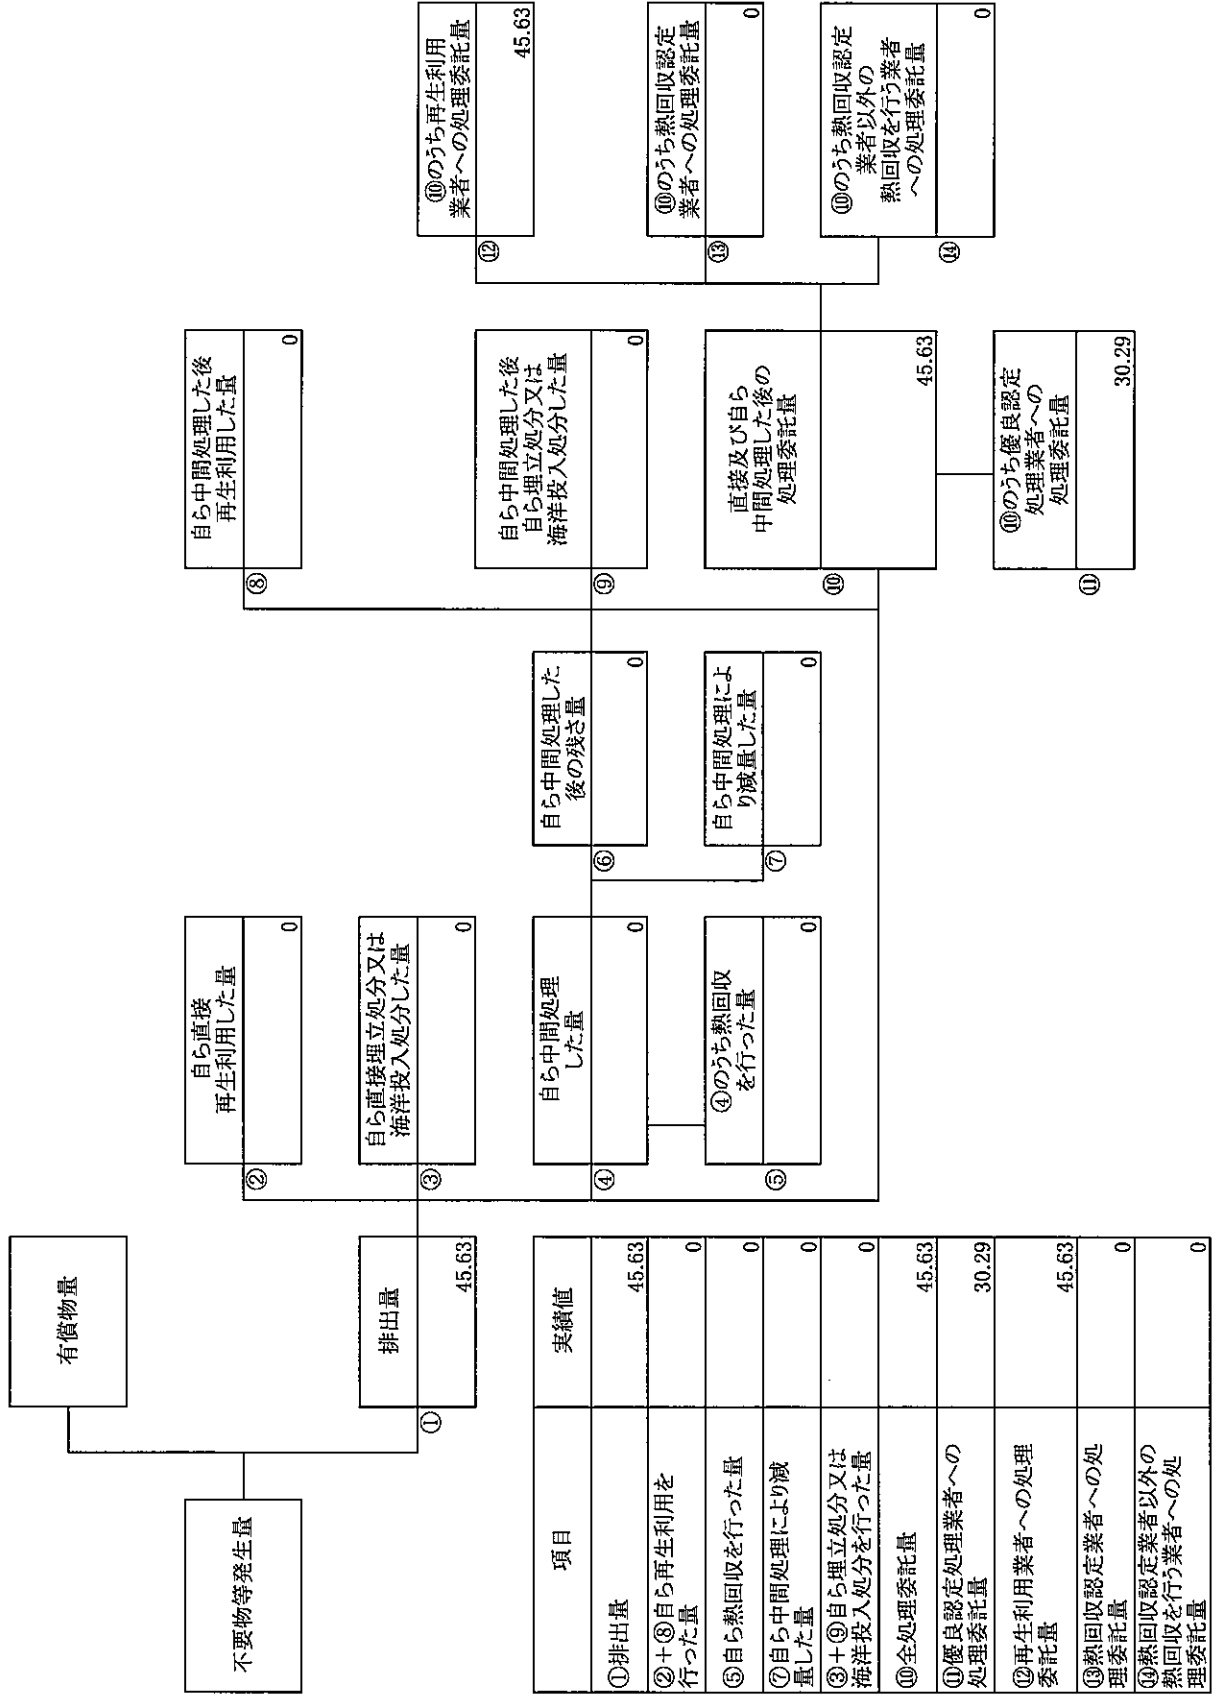 不要物等発生量
有償物量
①
排出量
45.63
②
自ら直接
再生利用した量
0
③
自ら直接埋立処分又は
海洋投入処分した量
0
④
自ら中間処理
した量
0
⑤
④のうち熱回収
を行った量
0
⑥
自ら中間処理した
後の残さ量
0
⑦
自ら中間処理によ
り減量した量
0
⑧
自ら中間処理した後
再生利用した量
0
⑨
自ら中間処理した後
自ら埋立処分又は
海洋投入処分した量
0
⑩
直接及び自ら
中間処理した後の
処理委託量
45.63
⑪
⑩のうち優良認定
処理業者への
処理委託量
30.29
⑫
⑩のうち再生利用
業者への処理委託量
45.63
⑬
⑩のうち熱回収認定
業者への処理委託量
0
⑭
⑩のうち熱回収認定
業者以外の
熱回収を行う業者
への処理委託量
0
項目 実績値
①排出量 45.63
②+⑧自ら再生利用を
行った量 0
⑤自ら熱回収を行った量 0
⑦自ら中間処理により減
量した量 0
③+⑨自ら埋立処分又は
海洋投入処分を行った量 0
⑩全処理委託量 45.63
⑪優良認定処理業者への
処理委託量 30.29
⑫再生利用業者への処理
委託量 45.63
⑬熱回収認定業者への処
理委託量 0
⑭熱回収認定業者以外の
熱回収を行う業者への処
理委託量 0